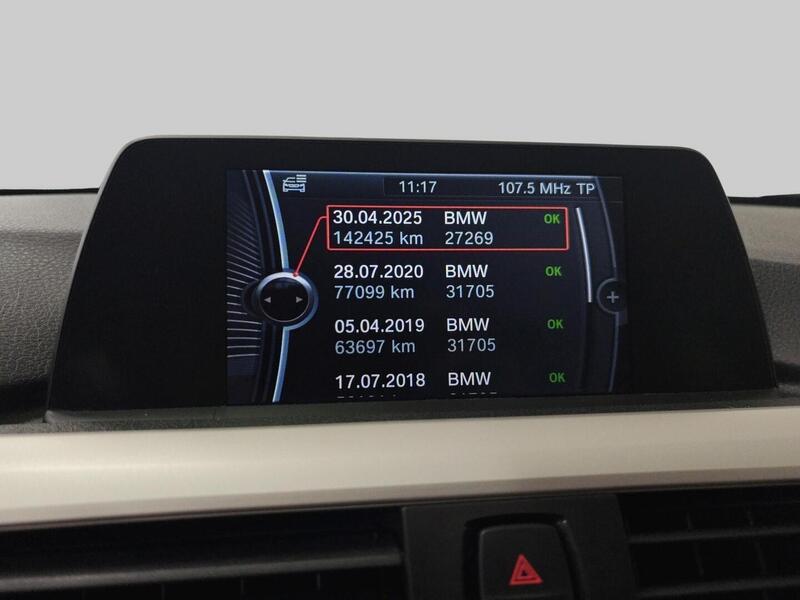 11:17 107.5 MHz TP
30.04.2025 BMW OK
142425 km 27269
28.07.2020 BMW OK
77099 km 31705
05.04.2019 BMW OK
63697 km 31705
17.07.2018 BMW OK